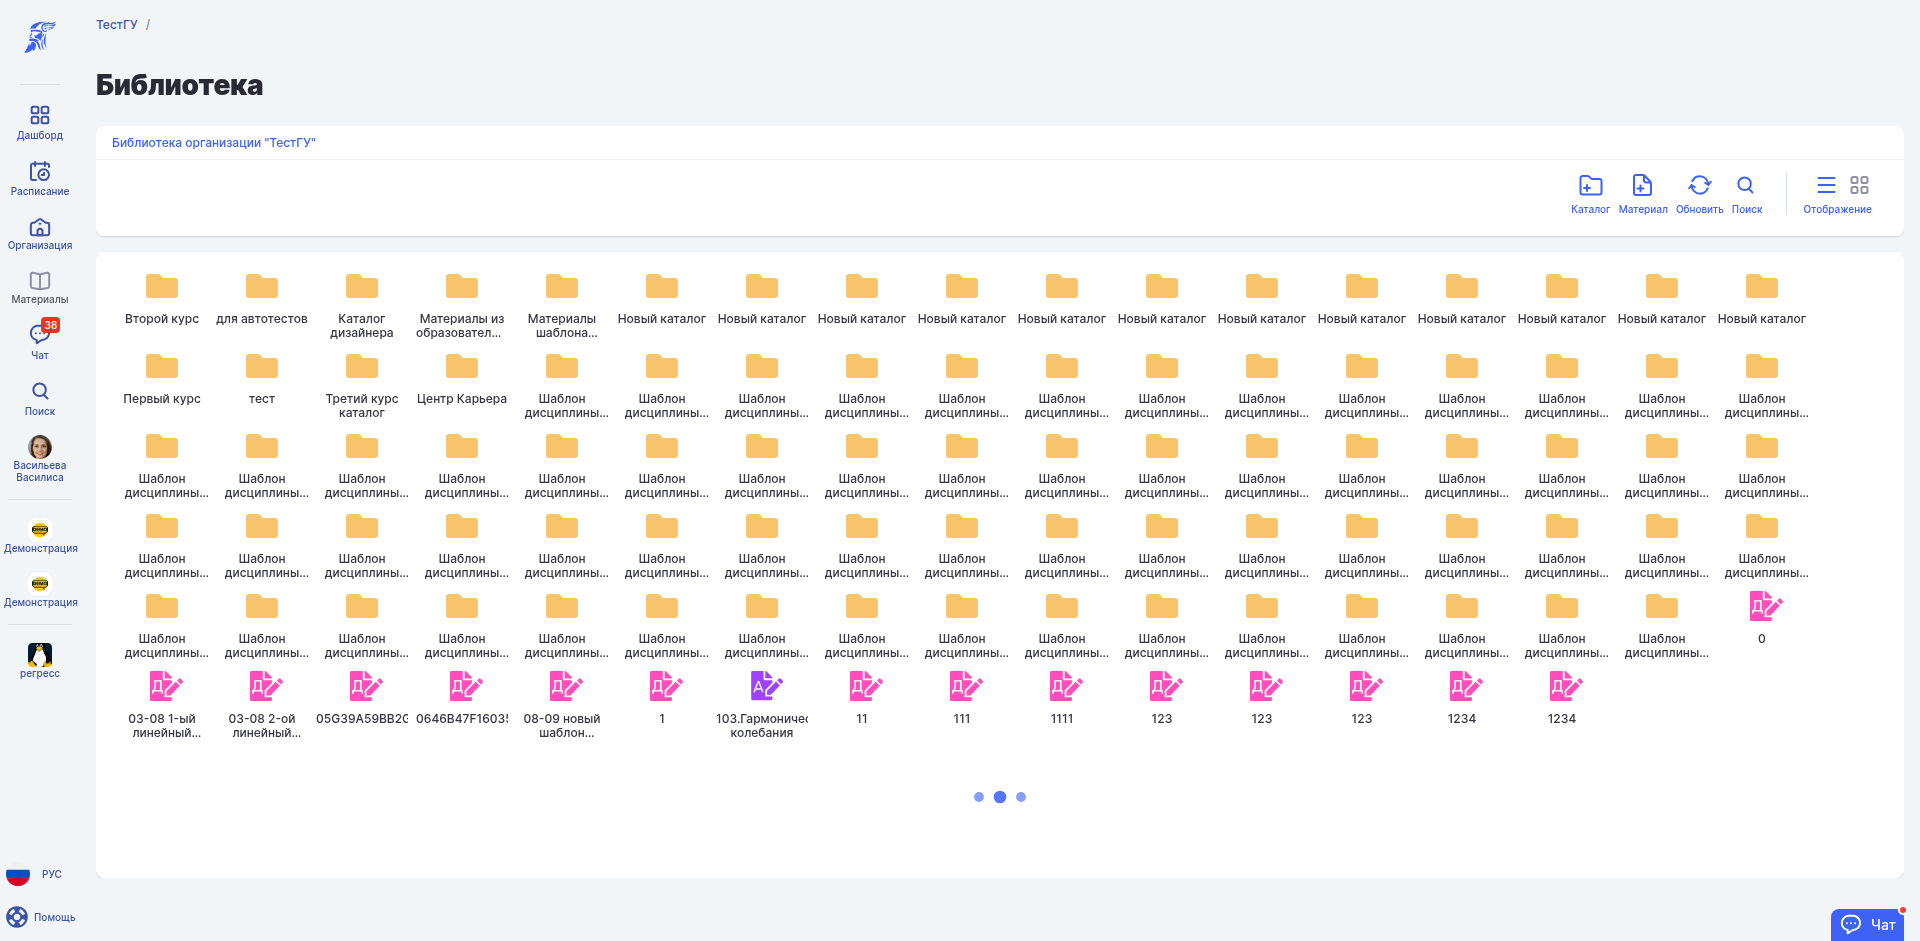 ТестГУ /
Библиотека
Библиотека организации "ТестГУ"
Каталог Материал Обновить Поиск Отображение
Дашборд
Расписание
Организация
Материалы
38
Чат
Поиск
Васильева
Василиса
DEMO
Демонстрация
DEMO
Демонстрация
регресс
РУС
Помощь
Второй курс для автотестов Каталог Материалы из Материалы Новый каталог Новый каталог Новый каталог Новый каталог Новый каталог Новый каталог Новый каталог Новый каталог Новый каталог Новый каталог Новый каталог Новый каталог
дизайнера образовател... шаблона...
Первый курс тест Третий курс Центр Карьера Шаблон Шаблон Шаблон Шаблон Шаблон Шаблон Шаблон Шаблон Шаблон Шаблон Шаблон Шаблон Шаблон
каталог дисциплины... дисциплины... дисциплины... дисциплины... дисциплины... дисциплины... дисциплины... дисциплины... дисциплины... дисциплины... дисциплины... дисциплины... дисциплины...
Шаблон Шаблон Шаблон Шаблон Шаблон Шаблон Шаблон Шаблон Шаблон Шаблон Шаблон Шаблон Шаблон Шаблон Шаблон Шаблон Шаблон
дисциплины... дисциплины... дисциплины... дисциплины... дисциплины... дисциплины... дисциплины... дисциплины... дисциплины... дисциплины... дисциплины... дисциплины... дисциплины... дисциплины... дисциплины... дисциплины... дисциплины...
Шаблон Шаблон Шаблон Шаблон Шаблон Шаблон Шаблон Шаблон Шаблон Шаблон Шаблон Шаблон Шаблон Шаблон Шаблон Шаблон Шаблон
дисциплины... дисциплины... дисциплины... дисциплины... дисциплины... дисциплины... дисциплины... дисциплины... дисциплины... дисциплины... дисциплины... дисциплины... дисциплины... дисциплины... дисциплины... дисциплины... дисциплины...
Шаблон Шаблон Шаблон Шаблон Шаблон Шаблон Шаблон Шаблон Шаблон Шаблон Шаблон Шаблон Шаблон Шаблон Шаблон Шаблон 0
дисциплины... дисциплины... дисциплины... дисциплины... дисциплины... дисциплины... дисциплины... дисциплины... дисциплины... дисциплины... дисциплины... дисциплины... дисциплины... дисциплины... дисциплины... дисциплины...
03-08 1-ый 03-08 2-ой 05G39A59BB2G 0646B47F1603 08-09 новый 1 103.Гармоничес 11 111 1111 123 123 123 1234 1234
линейный... линейный... шаблон... колебания
Чат